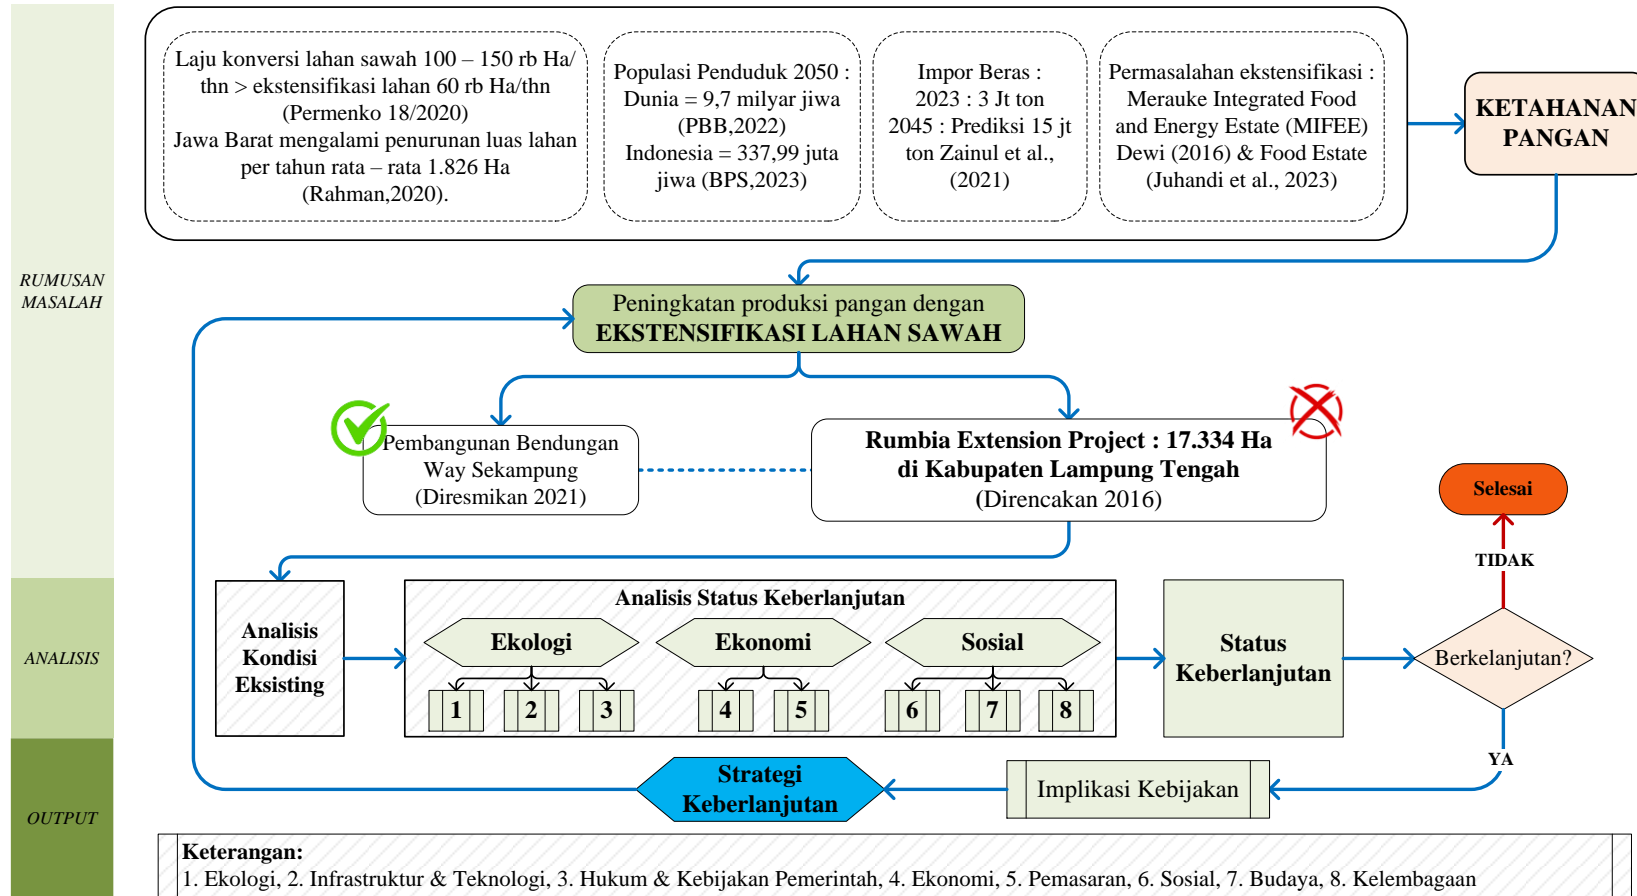 Laju konversi lahan sawah 100 – 150 rb Ha/
thn > ekstensifikasi lahan 60 rb Ha/thn
(Permenko 18/2020)
Jawa Barat mengalami penurunan luas lahan
per tahun rata – rata 1.826 Ha
(Rahman,2020).
Populasi Penduduk 2050 :
Dunia = 9,7 milyar jiwa
(PBB,2022)
Indonesia = 337,99 juta
jiwa (BPS,2023)
Impor Beras :
2023 : 3 Jt ton
2045 : Prediksi 15 jt
ton Zainul et al.,
(2021)
Permasalahan ekstensifikasi :
Merauke Integrated Food
and Energy Estate (MIFEE)
Dewi (2016) & Food Estate
(Juhandi et al., 2023)
KETAHANAN
PANGAN
RUMUSAN
MASALAH
Peningkatan produksi pangan dengan
EKSTENSIFIKASI LAHAN SAWAH
Pembangunan Bendungan
Way Sekampung
(Diresmikan 2021)
Rumbia Extension Project : 17.334 Ha
di Kabupaten Lampung Tengah
(Direncakan 2016)
Selesai
TIDAK
ANALISIS
Analisis
Kondisi
Eksisting
Analisis Status Keberlanjutan
Ekologi
Ekonomi
Sosial
1
2
3
4
5
6
7
8
Status
Keberlanjutan
Berkelanjutan?
YA
OUTPUT
Strategi
Keberlanjutan
Implikasi Kebijakan
Keterangan:
1. Ekologi, 2. Infrastruktur & Teknologi, 3. Hukum & Kebijakan Pemerintah, 4. Ekonomi, 5. Pemasaran, 6. Sosial, 7. Budaya, 8. Kelembagaan